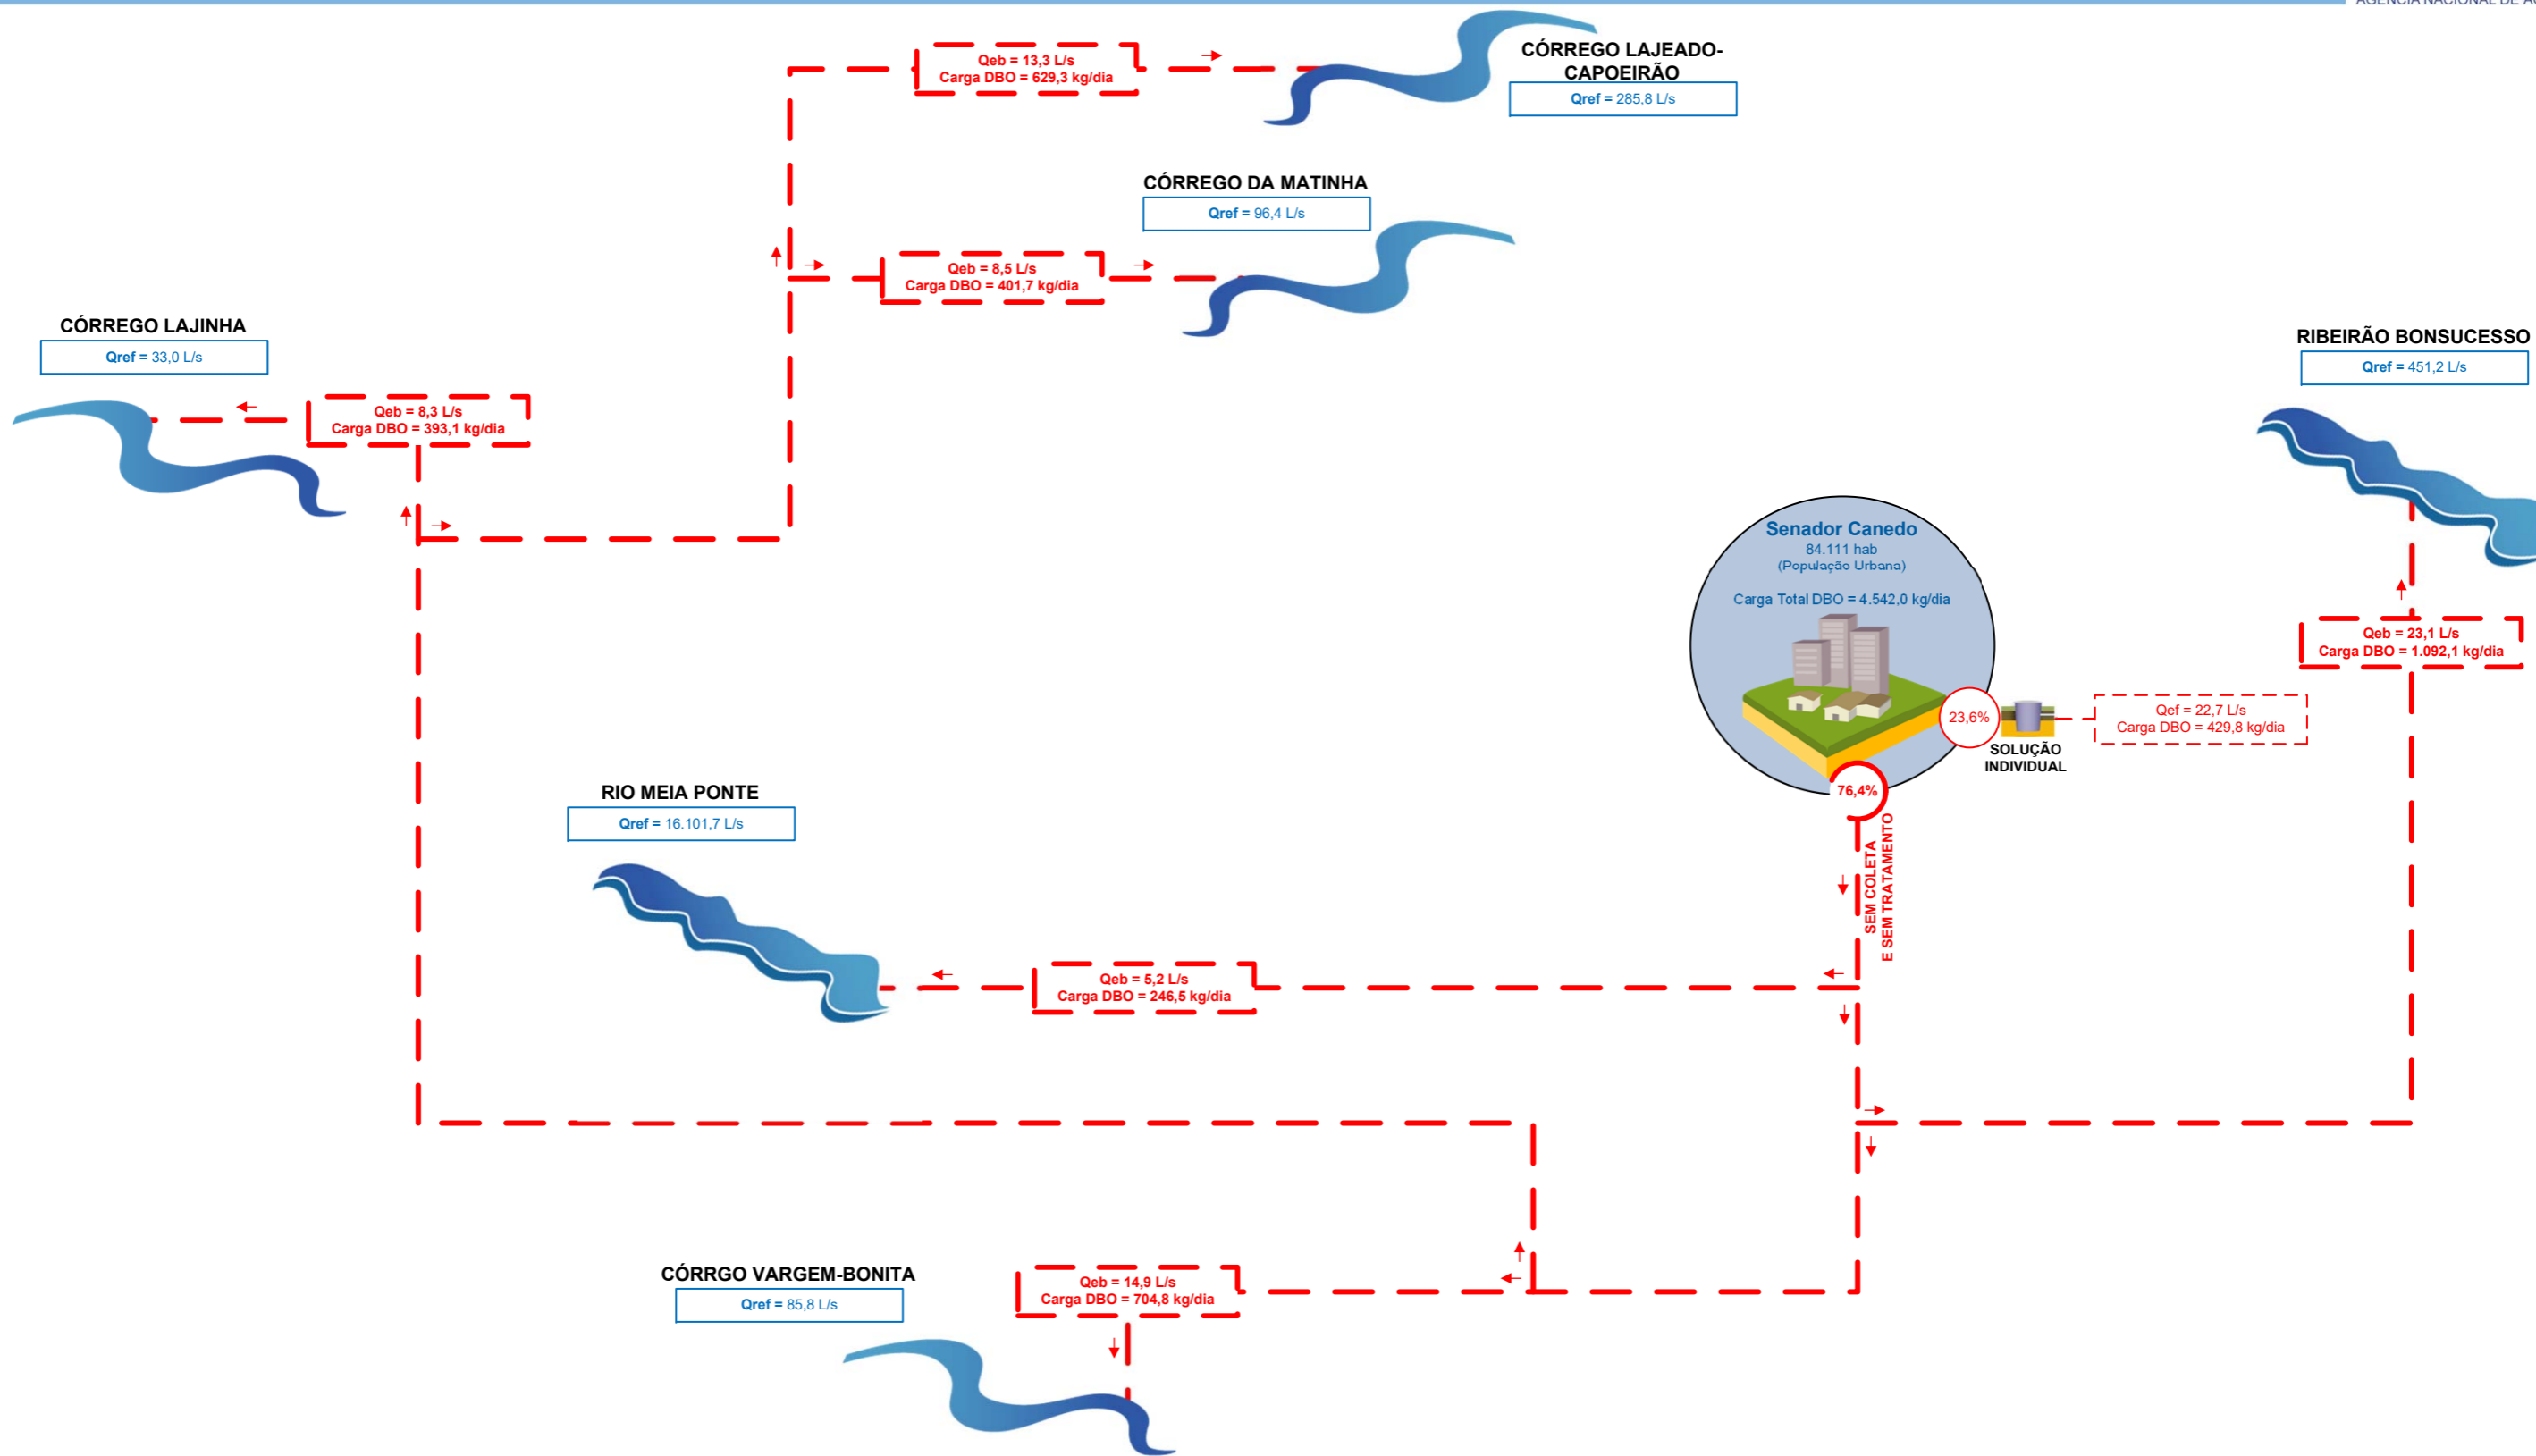 AGÊNCIA NACIONAL DE
Qeb = 13,3 L/s
Carga DBO = 629,3 kg/dia
CÓRREGO LAJEADO-
CAPOEIRÃO
Qref = 285,8 L/s
CÓRREGO DA MATINHA
Qref = 96,4 L/s
Qeb = 8,5 L/s
Carga DBO = 401,7 kg/dia
CÓRREGO LAJINHA
Qref = 33,0 L/s
Qeb = 8,3 L/s
Carga DBO = 393,1 kg/dia
RIBEIRÃO BONSUCESSO
Qref = 451,2 L/s
Senador Canedo
84.111 hab
(População Urbana)
Carga Total DBO = 4.542,0 kg/dia
Qeb = 23,1 L/s
Carga DBO = 1.092,1 kg/dia
23,6%
SOLUÇÃO
INDIVIDUAL
Qef = 22,7 L/s
Carga DBO = 429,8 kg/dia
76,4%
SEM COLETA
E SEM TRATAMENTO
RIO MEIA PONTE
Qref = 16.101,7 L/s
Qeb = 5,2 L/s
Carga DBO = 246,5 kg/dia
CÓRRGO VARGEM-BONITA
Qref = 85,8 L/s
Qeb = 14,9 L/s
Carga DBO = 704,8 kg/dia